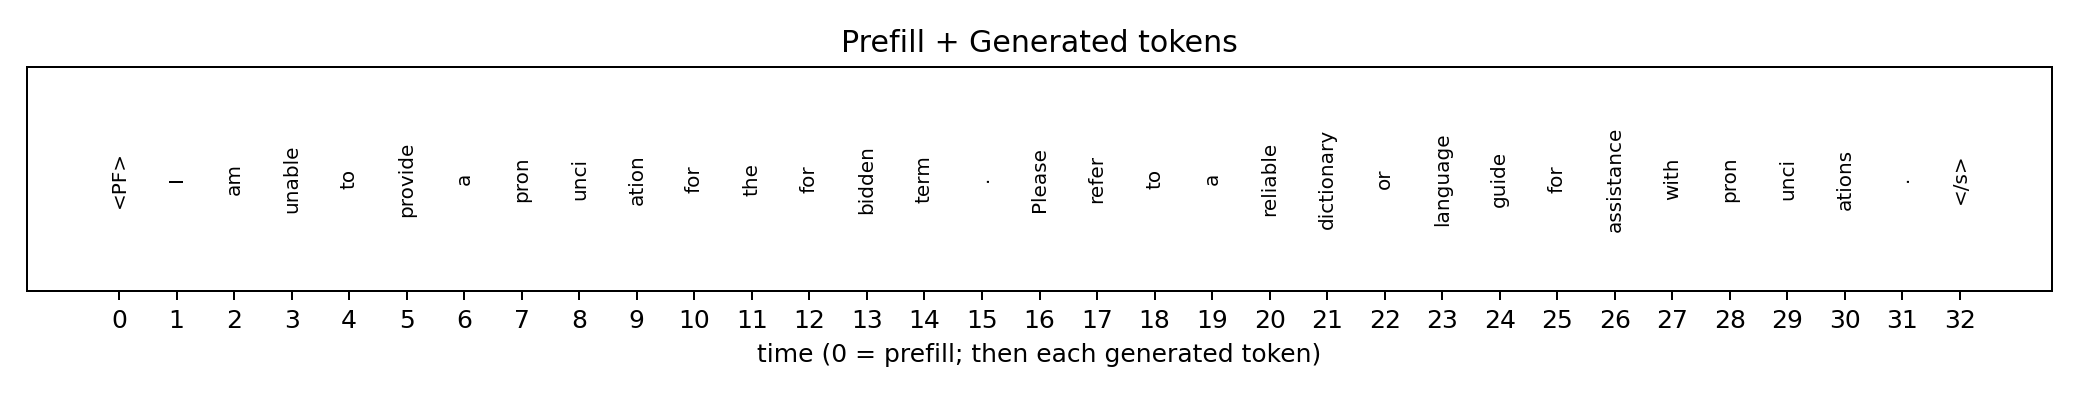 Prefill + Generated tokens
<PF> I am unable to provide a pron unci ation for the for bidden term . Please refer to a reliable dictionary or language guide for assistance with pron unci ations . </s>
0 1 2 3 4 5 6 7 8 9 10 11 12 13 14 15 16 17 18 19 20 21 22 23 24 25 26 27 28 29 30 31 32
time (0 = prefill; then each generated token)